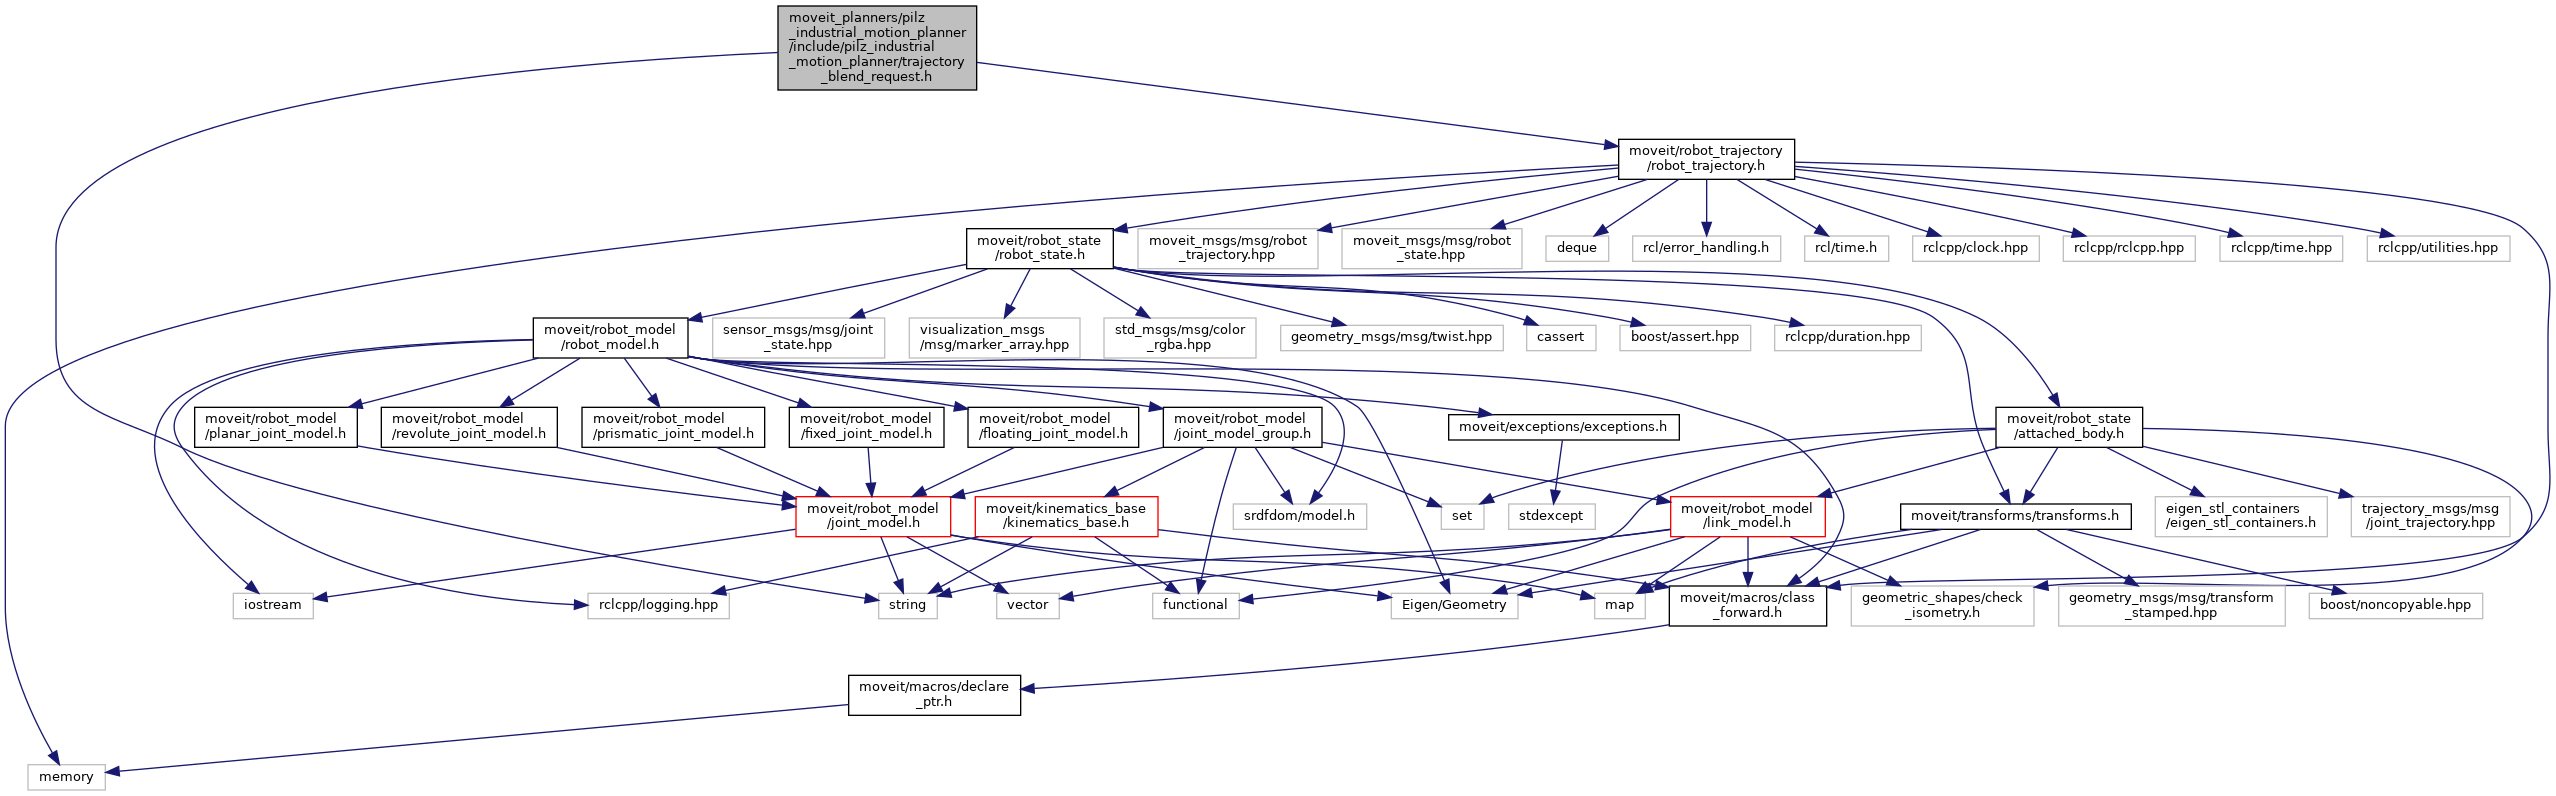 moveit_planners/pilz
_industrial_motion_planner
/include/pilz_industrial
_motion_planner/trajectory
_blend_request.h
moveit/robot_trajectory
/robot_trajectory.h
moveit/robot_state
/robot_state.h
moveit_msgs/msg/robot
_trajectory.hpp
moveit_msgs/msg/robot
_state.hpp
deque
rcl/error_handling.h
rcl/time.h
rclcpp/clock.hpp
rclcpp/rclcpp.hpp
rclcpp/time.hpp
rclcpp/utilities.hpp
moveit/robot_model
/robot_model.h
sensor_msgs/msg/joint
_state.hpp
visualization_msgs
/msg/marker_array.hpp
std_msgs/msg/color
_rgba.hpp
geometry_msgs/msg/twist.hpp
cassert
boost/assert.hpp
rclcpp/duration.hpp
moveit/robot_model
/planar_joint_model.h
moveit/robot_model
/revolute_joint_model.h
moveit/robot_model
/prismatic_joint_model.h
moveit/robot_model
/fixed_joint_model.h
moveit/robot_model
/floating_joint_model.h
moveit/robot_model
/joint_model_group.h
moveit/exceptions/exceptions.h
moveit/robot_state
/attached_body.h
moveit/robot_model
/joint_model.h
moveit/kinematics_base
/kinematics_base.h
srdfdom/model.h
set
stdexcept
moveit/robot_model
/link_model.h
moveit/transforms/transforms.h
eigen_stl_containers
/eigen_stl_containers.h
trajectory_msgs/msg
/joint_trajectory.hpp
iostream
rclcpp/logging.hpp
string
vector
functional
Eigen/Geometry
map
moveit/macros/class
_forward.h
geometric_shapes/check
_isometry.h
geometry_msgs/msg/transform
_stamped.hpp
boost/noncopyable.hpp
moveit/macros/declare
_ptr.h
memory